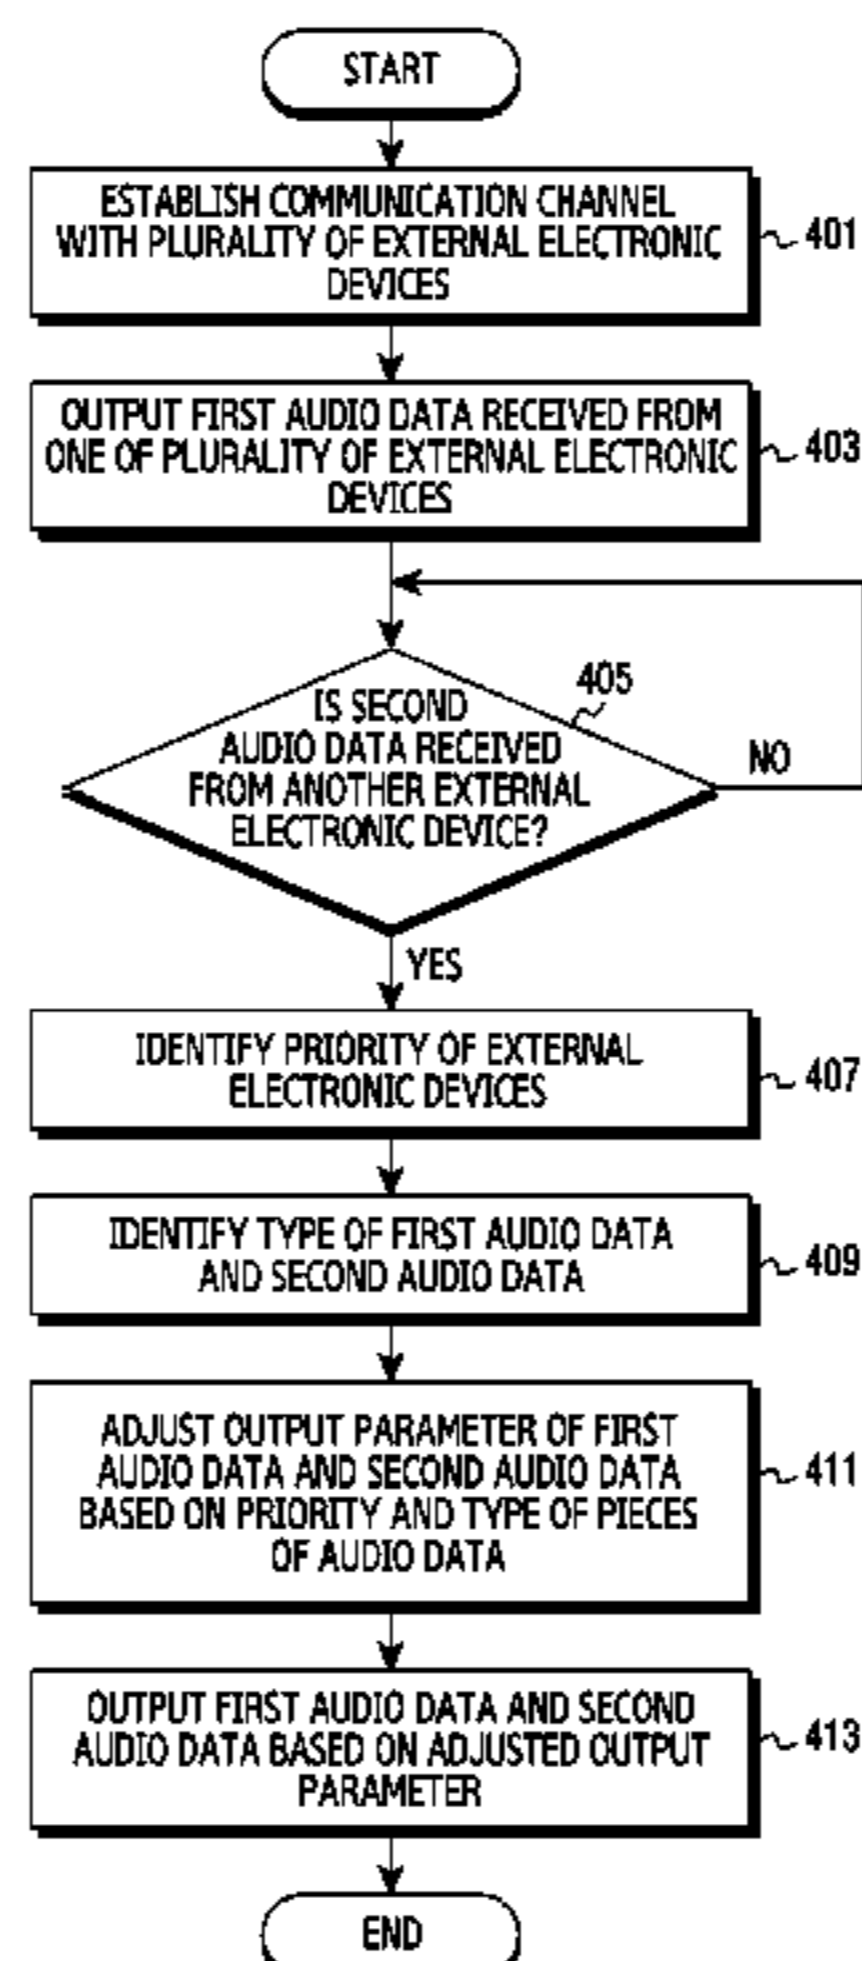 START
ESTABLISH COMMUNICATION CHANNEL
WITH PLURALITY OF EXTERNAL ELECTRONIC
DEVICES
401
OUTPUT FIRST AUDIO DATA RECEIVED FROM
ONE OF PLURALITY OF EXTERNAL ELECTRONIC
DEVICES
403
405
IS SECOND
AUDIO DATA RECEIVED
FROM ANOTHER EXTERNAL
ELECTRONIC DEVICE?
NO
YES
IDENTIFY PRIORITY OF EXTERNAL
ELECTRONIC DEVICES
407
IDENTIFY TYPE OF FIRST AUDIO DATA
AND SECOND AUDIO DATA
409
ADJUST OUTPUT PARAMETER OF FIRST
AUDIO DATA AND SECOND AUDIO DATA
BASED ON PRIORITY AND TYPE OF PIECES
OF AUDIO DATA
411
OUTPUT FIRST AUDIO DATA AND SECOND
AUDIO DATA BASED ON ADJUSTED OUTPUT
PARAMETER
413
END